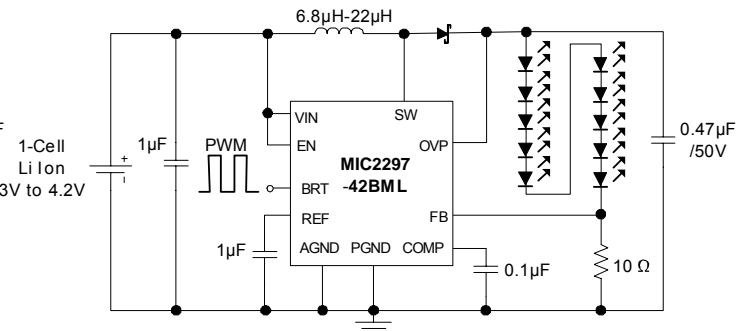 6.8µH-22µH
1-Cell
Li Ion
3V to 4.2V
+
-
1µF
PWM
VIN
EN
BRT
REF
SW
OVP
MIC2297
-42BML
FB
AGND PGND COMP
1µF
0.1µF
10 Ω
0.47µF
/50V